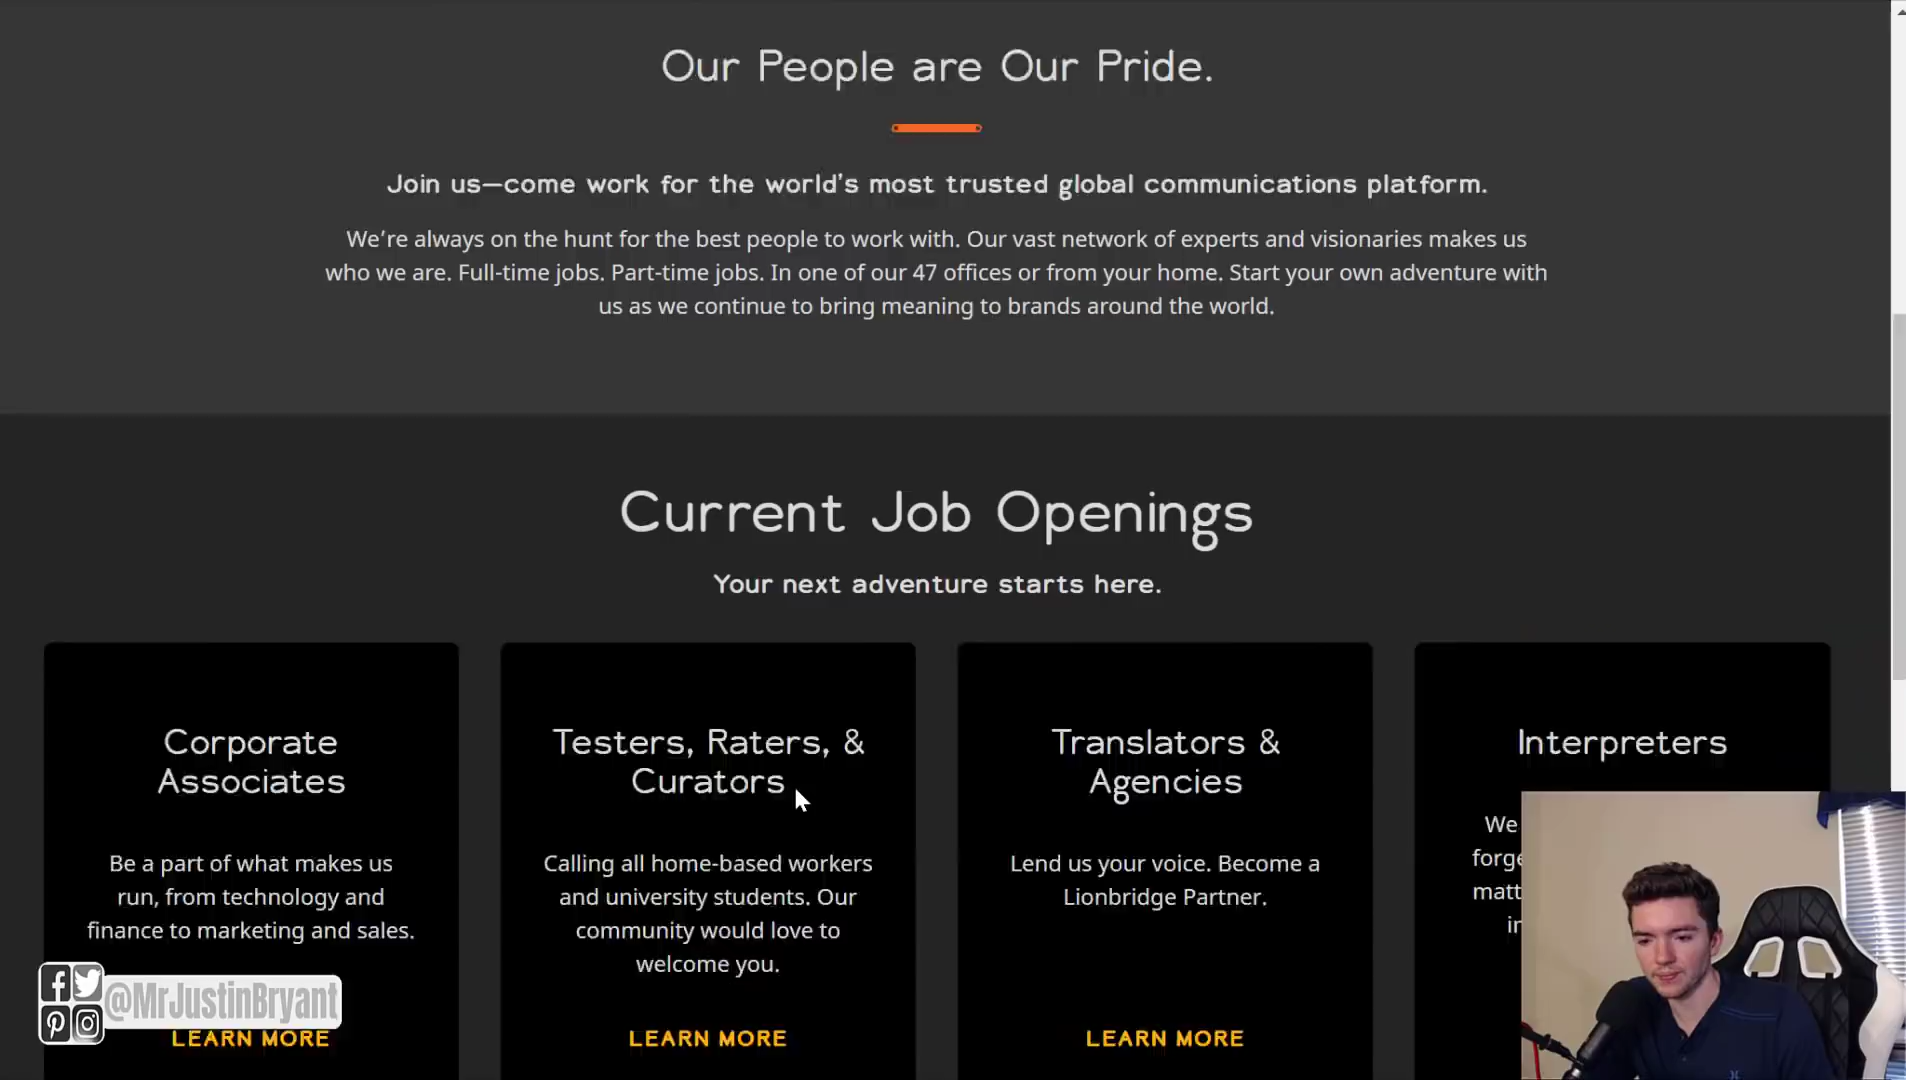 Our People are Our Pride.
Join us—come work for the world's most trusted global communications platform.
We're always on the hunt for the best people to work with. Our vast network of experts and visionaries makes us
who we are. Full-time jobs. Part-time jobs. In one of our 47 offices or from your home. Start your own adventure with
us as we continue to bring meaning to brands around the world.
Current Job Openings
Your next adventure starts here.
Corporate
Associates
Be a part of what makes us
run, from technology and
finance to marketing and sales.
LEARN MORE
Testers, Raters, &
Curators
Calling all home-based workers
and university students. Our
community would love to
welcome you.
LEARN MORE
Translators &
Agencies
Lend us your voice. Become a
Lionbridge Partner.
LEARN MORE
Interpreters
We
@MrJustinBryant